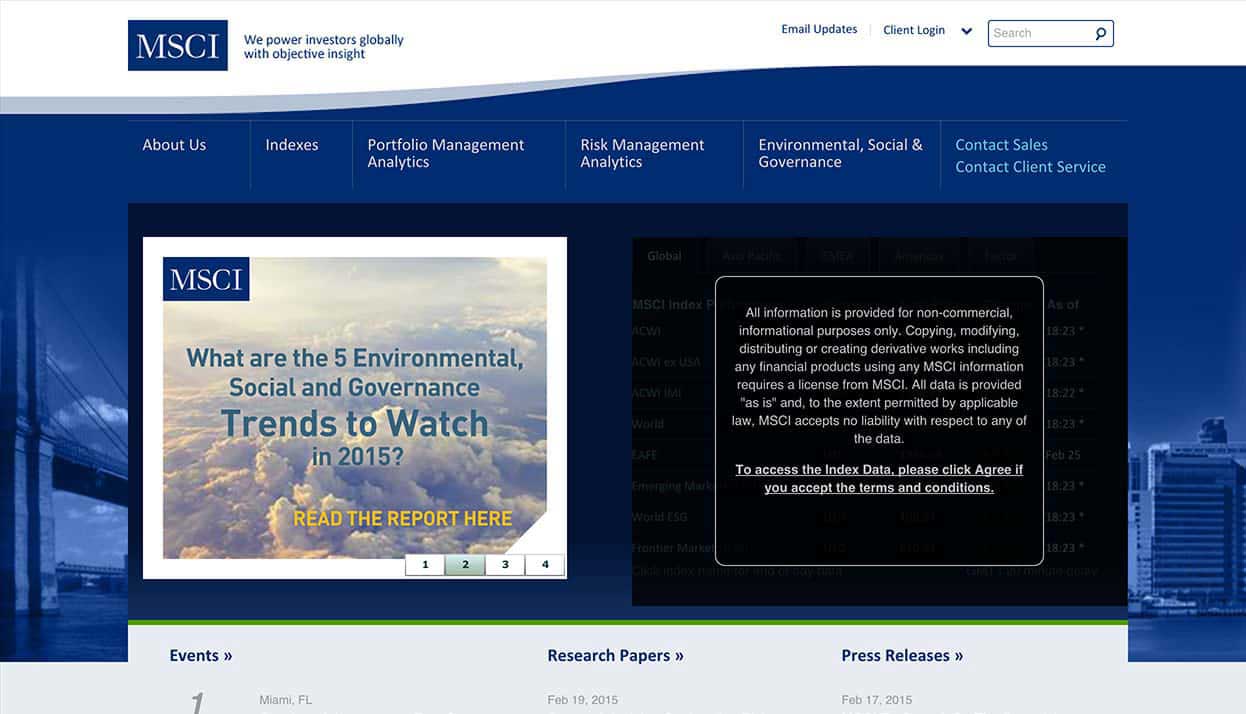 MSCI
We power investors globally
with objective insight
Email Updates
Client Login
Search
About Us
Indexes
Portfolio Management
Analytics
Risk Management
Analytics
Environmental, Social &
Governance
Contact Sales
Contact Client Service
MSCI
What are the 5 Environmental,
Social and Governance
Trends to Watch
in 2015?
READ THE REPORT HERE
1 2 3 4
Global Asia Pacific EMEA Americas Factor
MSCI Index As of
ACWI 18:23 *
ACWI ex USA 18:23 *
ACWI IMI 18:22 *
World 18:23 *
EAFE Feb 25
Emerging 18:23 *
World ESG 18:23 *
Frontier 18:23 *
Click index name for end of day data
All information is provided for non-commercial,
informational purposes only. Copying, modifying,
distributing or creating derivative works including
any financial products using any MSCI information
requires a license from MSCI. All data is provided
"as is" and, to the extent permitted by applicable
law, MSCI accepts no liability with respect to any of
the data.
To access the Index Data, please click Agree if
you accept the terms and conditions.
Events »
Research Papers »
Press Releases »
1
Miami, FL
Feb 19, 2015
Feb 17, 2015